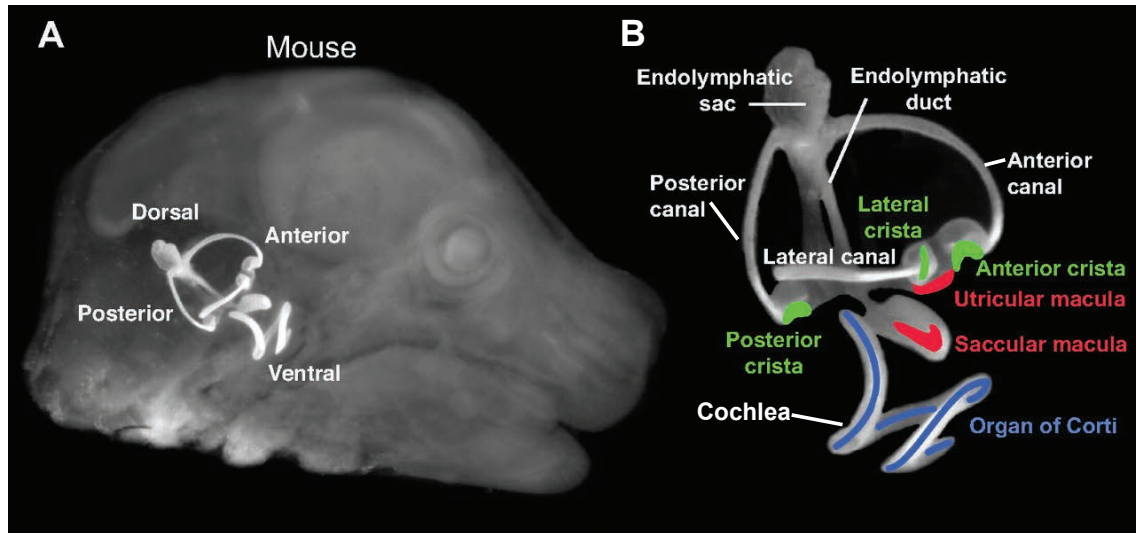 A
Mouse
Dorsal
Anterior
Posterior
Ventral
B
Endolymphatic
sac
Endolymphatic
duct
Posterior
canal
Anterior
canal
Lateral
crista
Lateral canal
Anterior crista
Utricular macula
Posterior
crista
Saccular macula
Cochlea
Organ of Corti